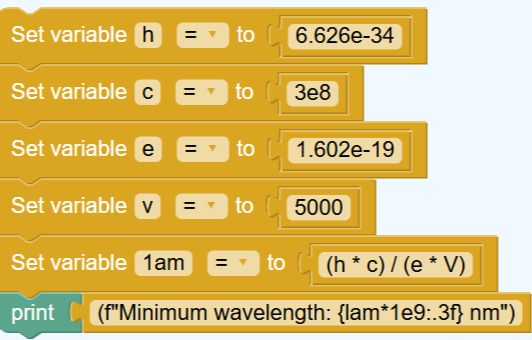 Set variable h = to 6.626e-34
Set variable c = to 3e8
Set variable e = to 1.602e-19
Set variable v = to 5000
Set variable 1am = to (h * c) / (e * V)
print (f"Minimum wavelength: {lam*1e9:.3f} nm")